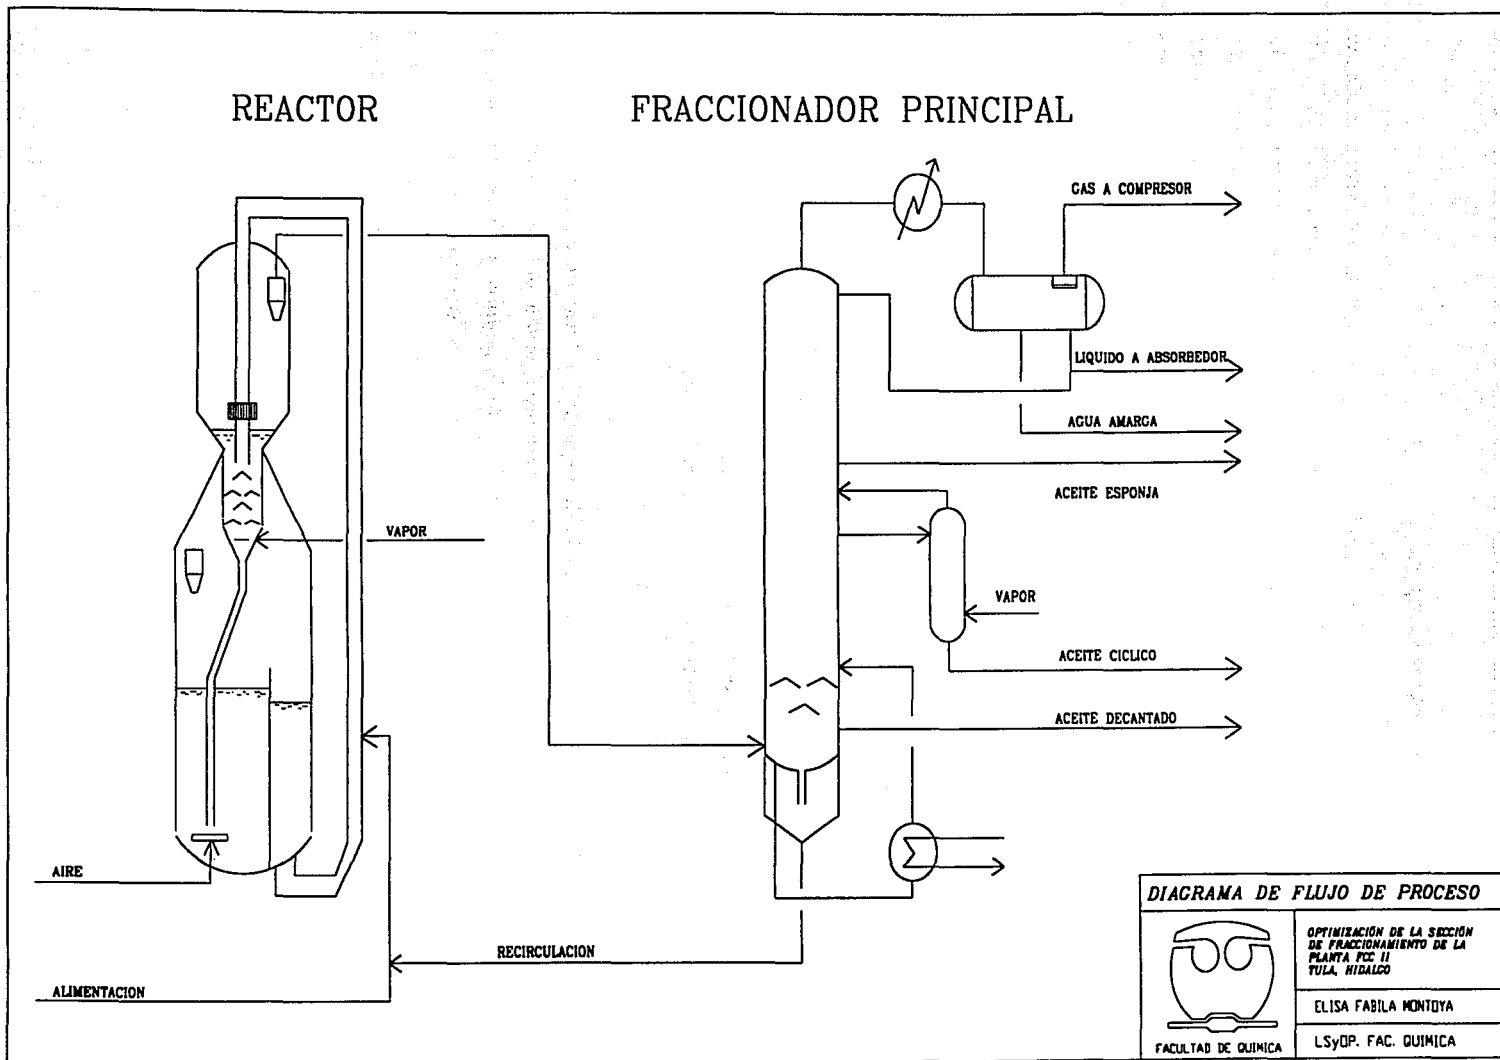 REACTOR
FRACCIONADOR PRINCIPAL
GAS A COMPRESOR
LIQUIDO A ABSORBEDOR
AGUA AMARGA
ACEITE ESPONJA
VAPOR
VAPOR
ACEITE CICLICO
ACEITE DECANTADO
AIRE
RECIRCULACION
ALIMENTACION
DIAGRAMA DE FLUJO DE PROCESO
OPTIMIZACIÓN DE LA SECCIÓN
DE FRACCIONAMIENTO DE LA
PLANTA FCC II
TULA, HIDALGO
ELISA FABILA MONTOYA
FACULTAD DE QUIMICA
LSyOP. FAC. QUIMICA